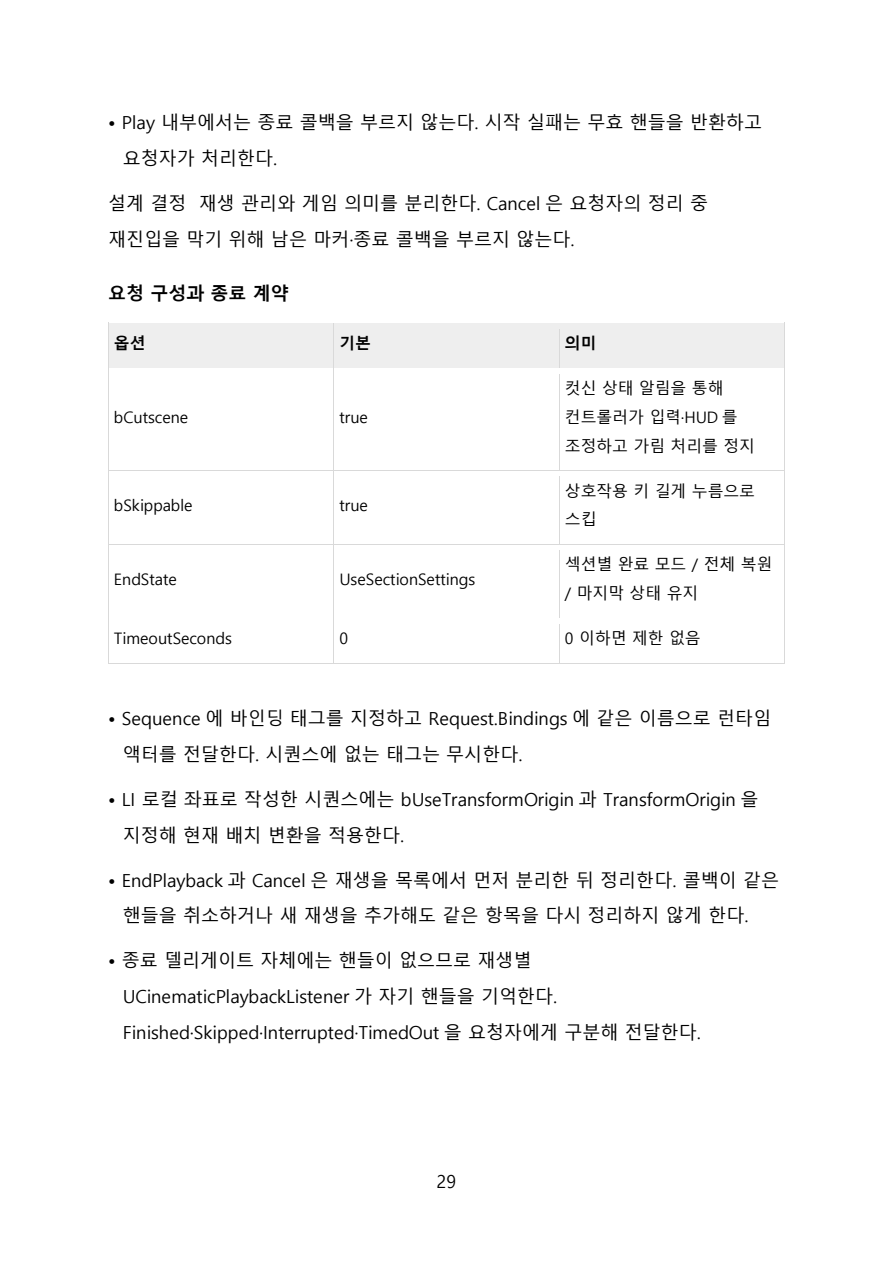 • Play 내부에서는 종료 콜백을 부르지 않는다. 시작 실패는 무효 핸들을 반환하고
요청자가 처리한다.
설계 결정 재생 관리와 게임 의미를 분리한다. Cancel 은 요청자의 정리 중
재진입을 막기 위해 남은 마커·종료 콜백을 부르지 않는다.
요청 구성과 종료 계약
옵션 기본 의미
bCutscene true 컷신 상태 알림을 통해
컨트롤러가 입력·HUD 를
조정하고 가림 처리를 정지
bSkippable true 상호작용 키 길게 누름으로
스킵
EndState UseSectionSettings 섹션별 완료 모드 / 전체 복원
/ 마지막 상태 유지
TimeoutSeconds 0 0 이하면 제한 없음
• Sequence 에 바인딩 태그를 지정하고 Request.Bindings 에 같은 이름으로 런타임
액터를 전달한다. 시퀀스에 없는 태그는 무시한다.
• LI 로컬 좌표로 작성한 시퀀스에는 bUseTransformOrigin 과 TransformOrigin 을
지정해 현재 배치 변환을 적용한다.
• EndPlayback 과 Cancel 은 재생을 목록에서 먼저 분리한 뒤 정리한다. 콜백이 같은
핸들을 취소하거나 새 재생을 추가해도 같은 항목을 다시 정리하지 않게 한다.
• 종료 델리게이트 자체에는 핸들이 없으므로 재생별
UCinematicPlaybackListener 가 자기 핸들을 기억한다.
Finished·Skipped·Interrupted·TimedOut 을 요청자에게 구분해 전달한다.
29